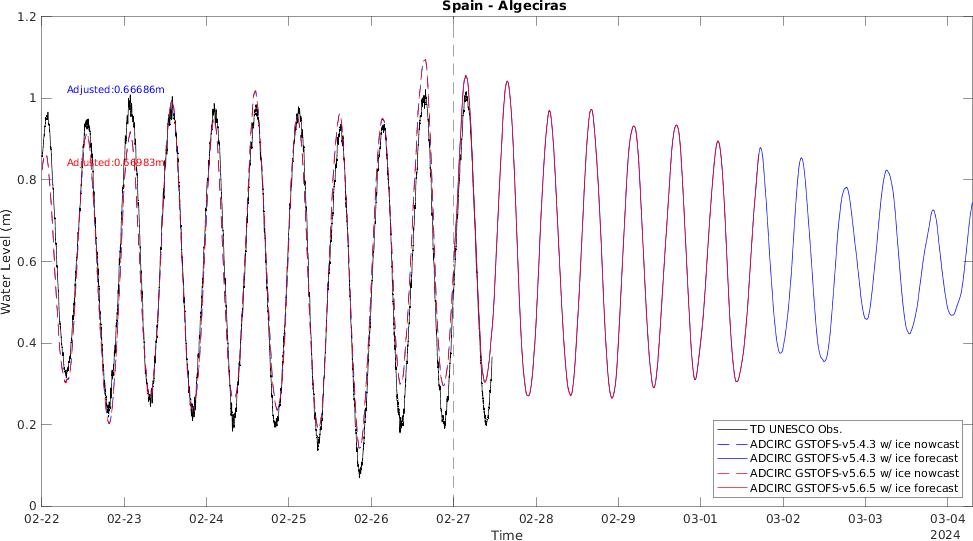 Spain - Algeciras
1.2
1
0.8
0.6
0.4
0.2
0
Water Level (m)
Adjusted:0.66686m
Adjusted:0.66983m
TD UNESCO Obs.
ADCIRC GSTOFS-v5.4.3 w/ ice nowcast
ADCIRC GSTOFS-v5.4.3 w/ ice forecast
ADCIRC GSTOFS-v5.6.5 w/ ice nowcast
ADCIRC GSTOFS-v5.6.5 w/ ice forecast
02-22 02-23 02-24 02-25 02-26 02-27 02-28 02-29 03-01 03-02 03-03 03-04
Time
2024